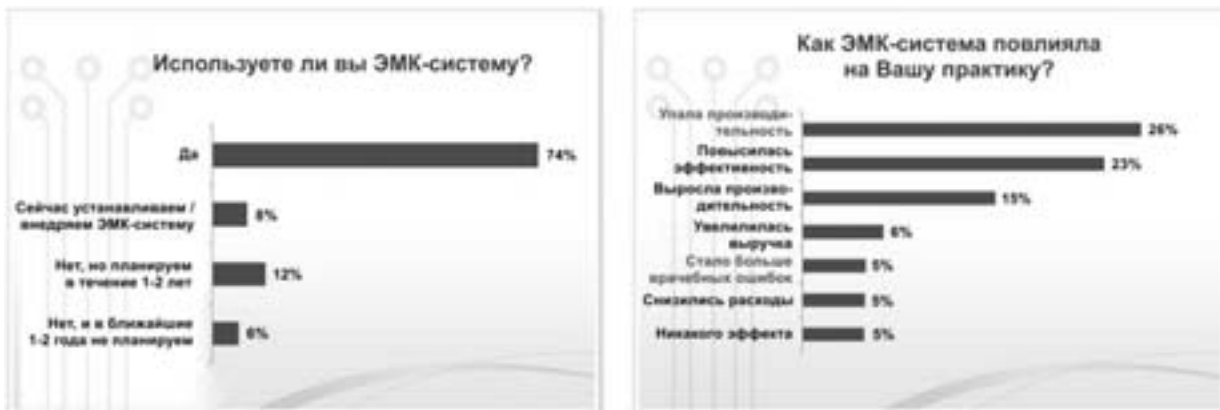 Используете ли вы ЭМК-систему?
Да
74%
Сейчас устанавливаем /
внедряем ЭМК-систему
8%
Нет, но планируем
в течение 1-2 лет
12%
Нет, и в ближайшие
1-2 года не планируем
6%
Как ЭМК-система повлияла
на Вашу практику?
Упала производи-
тельность
26%
Повысилась
эффективность
23%
Выросла произво-
дительность
15%
Увелилилась
выручка
6%
Стало больше
врачебных ошибок
5%
Снизились расходы
5%
Никакого эффекта
5%